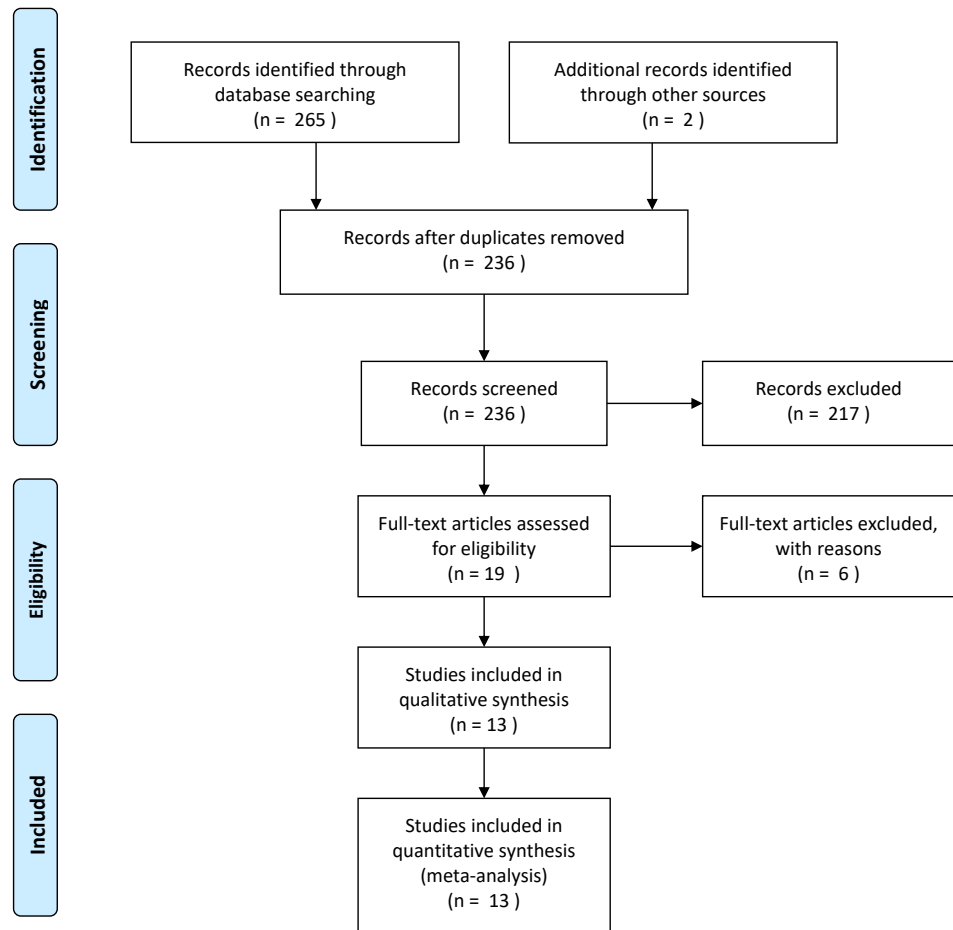 Identification
Records identified through
database searching
(n = 265 )
Additional records identified
through other sources
(n = 2 )
Records after duplicates removed
(n = 236 )
Screening
Records screened
(n = 236 )
Records excluded
(n = 217 )
Eligibility
Full-text articles assessed
for eligibility
(n = 19 )
Full-text articles excluded,
with reasons
(n = 6 )
Studies included in
qualitative synthesis
(n = 13 )
Included
Studies included in
quantitative synthesis
(meta-analysis)
(n = 13 )